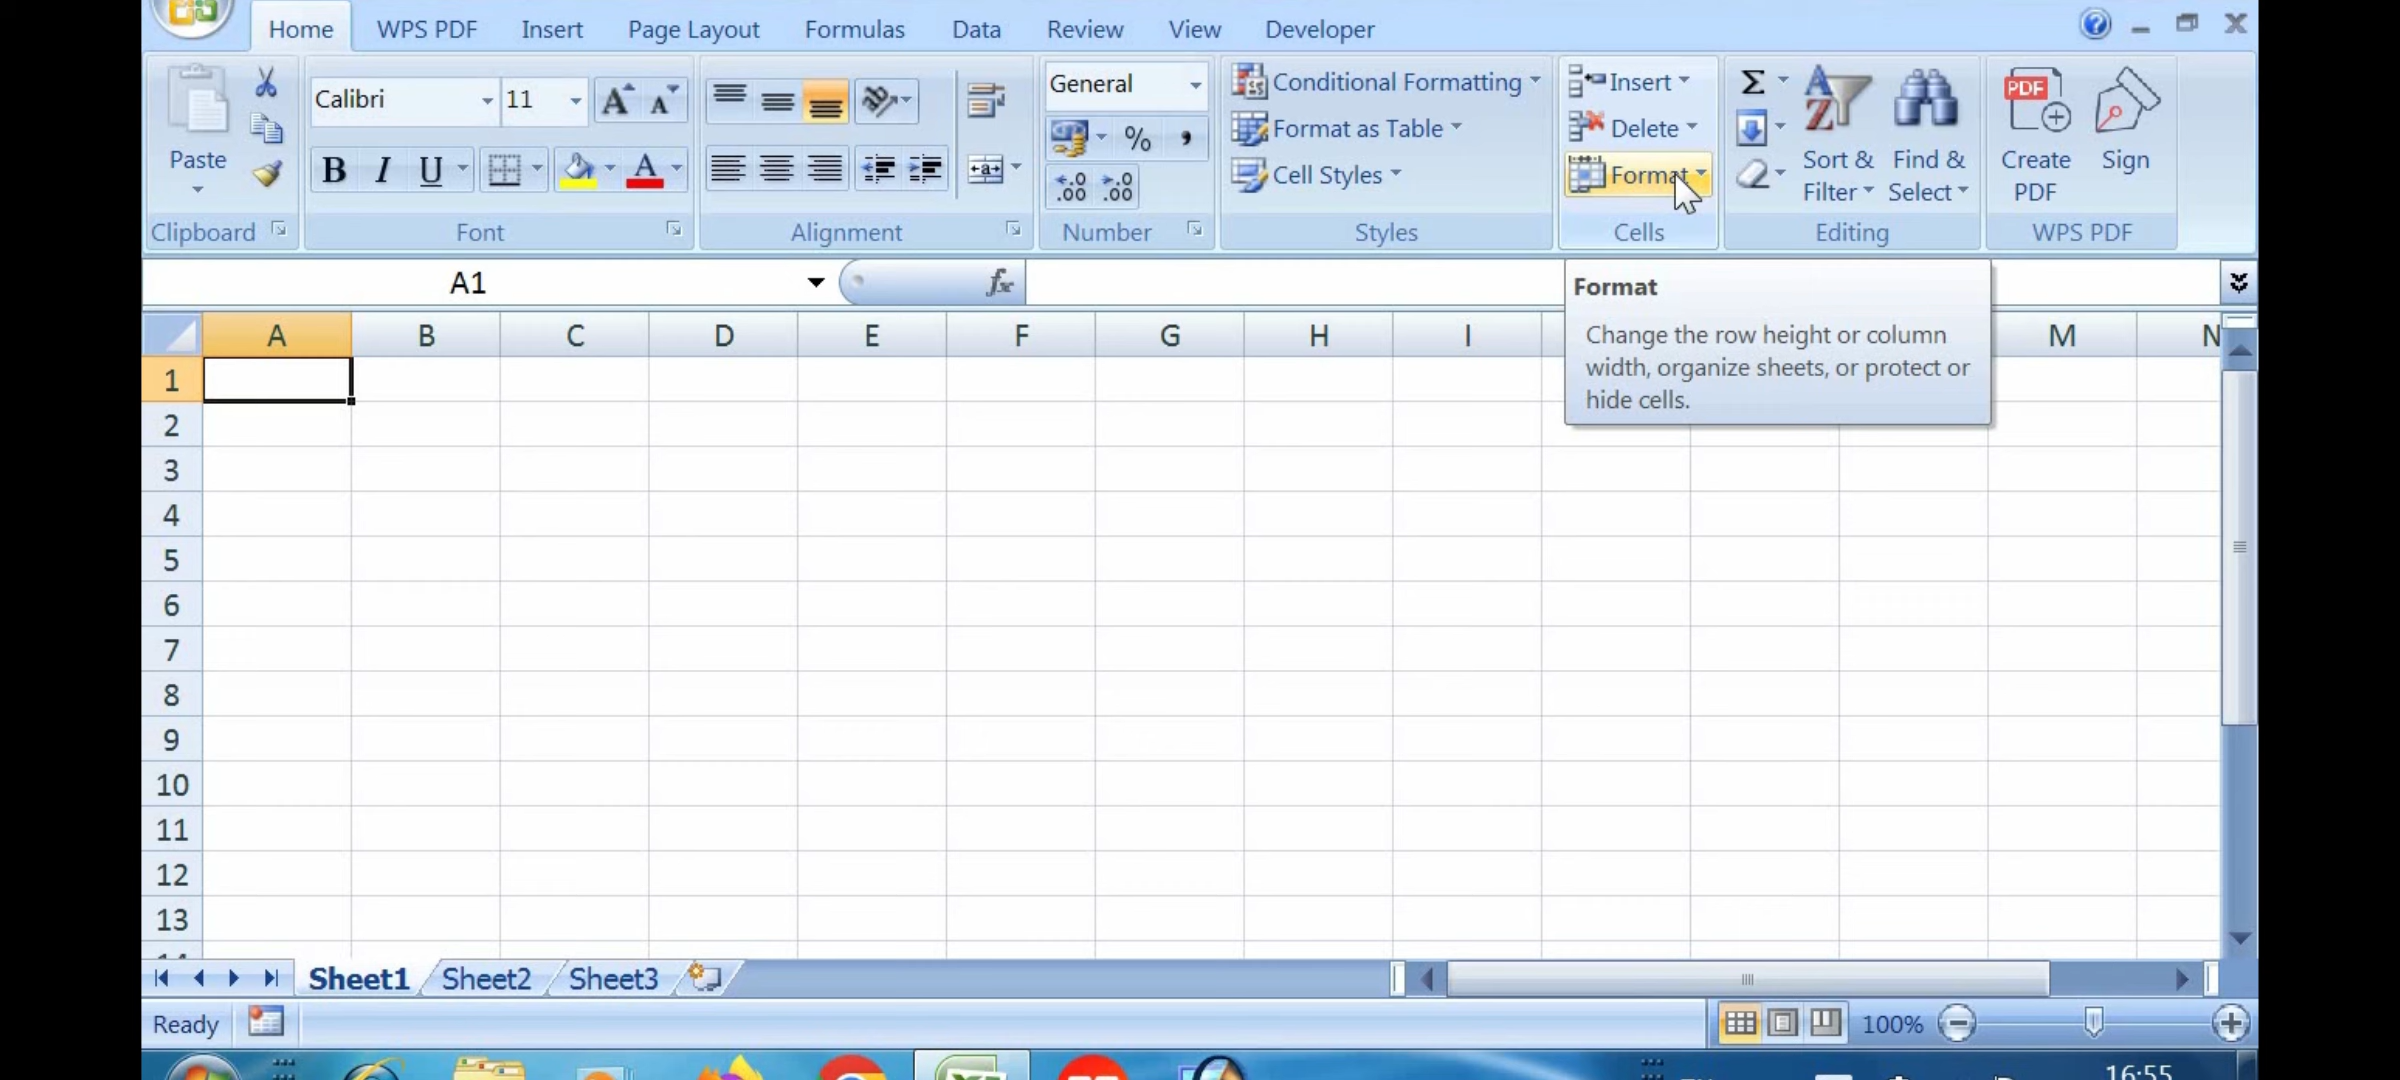 Home WPS PDF Insert Page Layout Formulas Data Review View Developer
Calibri 11 General Conditional Formatting Insert Σ
Format as Table Delete
Paste B I U A % , Cell Styles Format Sort & Filter Find & Select Create PDF Sign
Clipboard Font Alignment Number Styles Cells Editing WPS PDF
A1 fx
Format
Change the row height or column
width, organize sheets, or protect or
hide cells.
A B C D E F G H I M N
1
2
3
4
5
6
7
8
9
10
11
12
13
Sheet1 Sheet2 Sheet3
Ready 100%
16:55